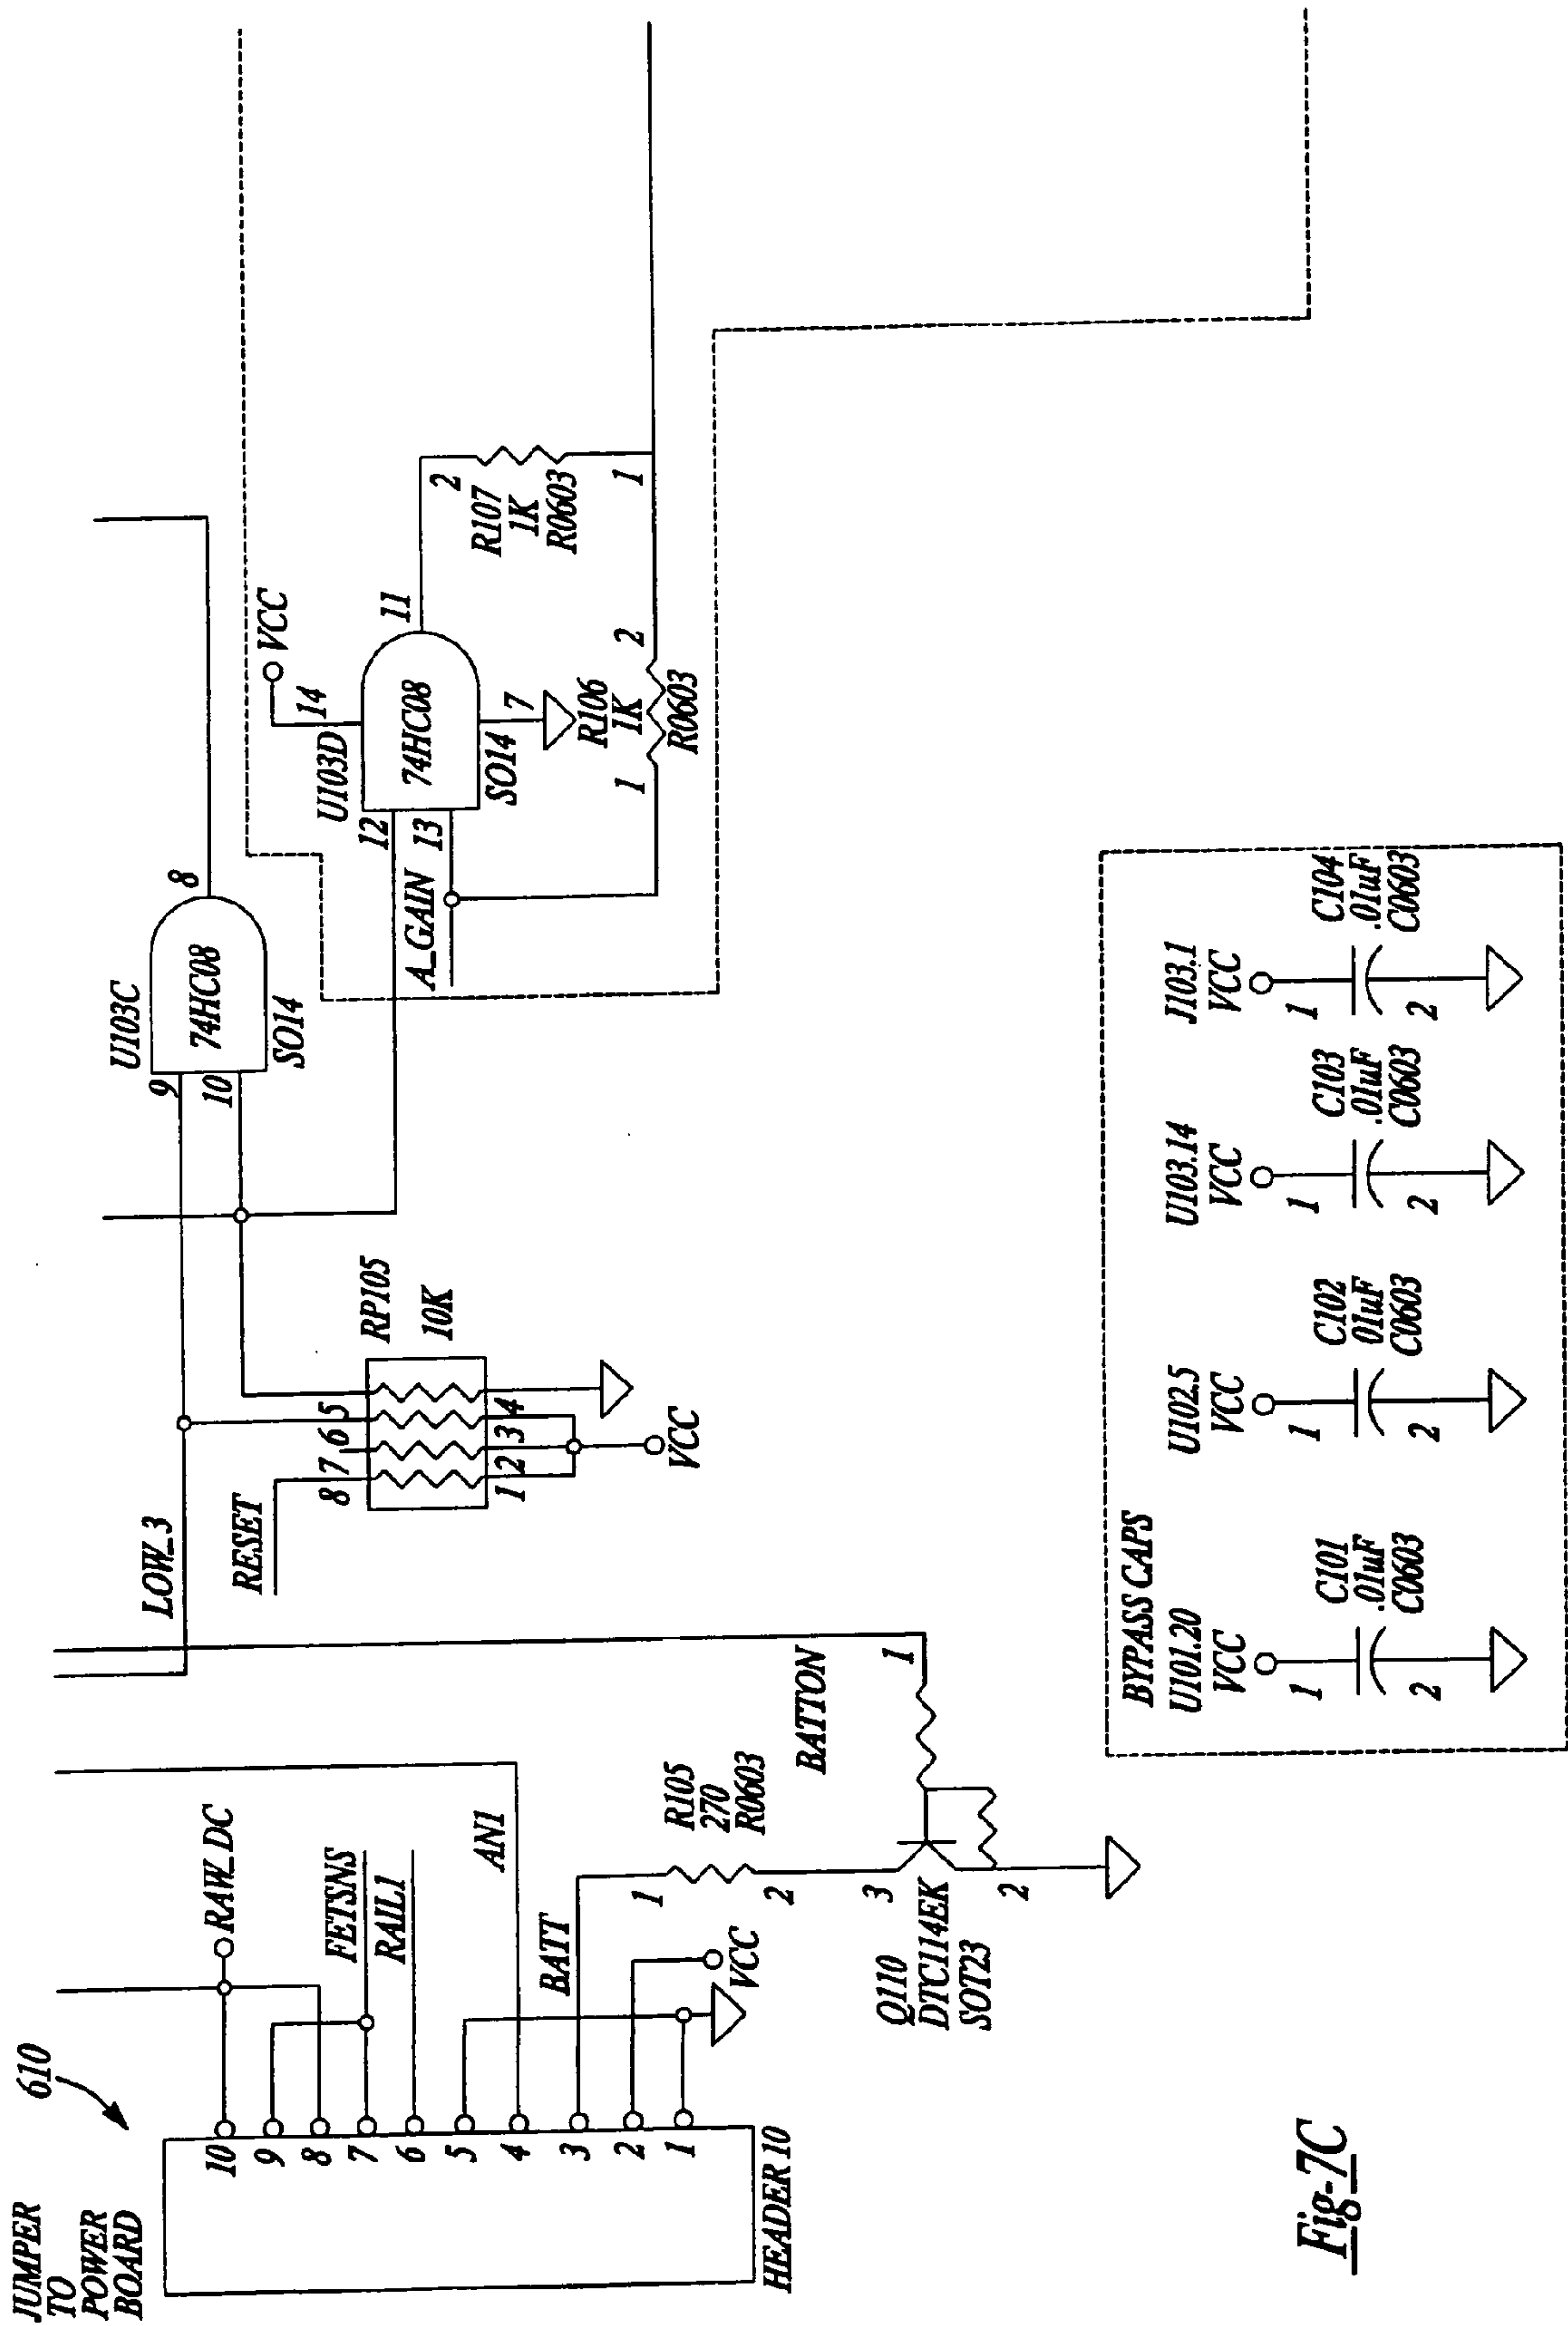 JUMPER
TO
POWER
BOARD
610
10
9
8
7
6
5
4
3
2
1
HEADER 10
RAW_DC
FETSNS
RAIL1
AN1
BATT
VCC
1
R105
270
R0603
2
BATTON
1
3
Q110
DTC114EK
SOT23
2
LOW_3
RESET
8
7
6
5
RP105
10K
1
2
3
4
VCC
9
10
U103C
74HC08
SO14
8
12
13
A_GAIN
U103D
74HC08
SO14
14
VCC
7
11
2
R107
1K
R0603
1
1
R106
1K
R0603
2
BYPASS CAPS
U101.20
VCC
1
2
C101
.01uF
C0603
U102.5
VCC
1
2
C102
01uF
C0603
U103.14
VCC
1
2
C103
.01uF
C0603
J103.1
VCC
1
2
C104
.01uF
C0603
Fig-7C